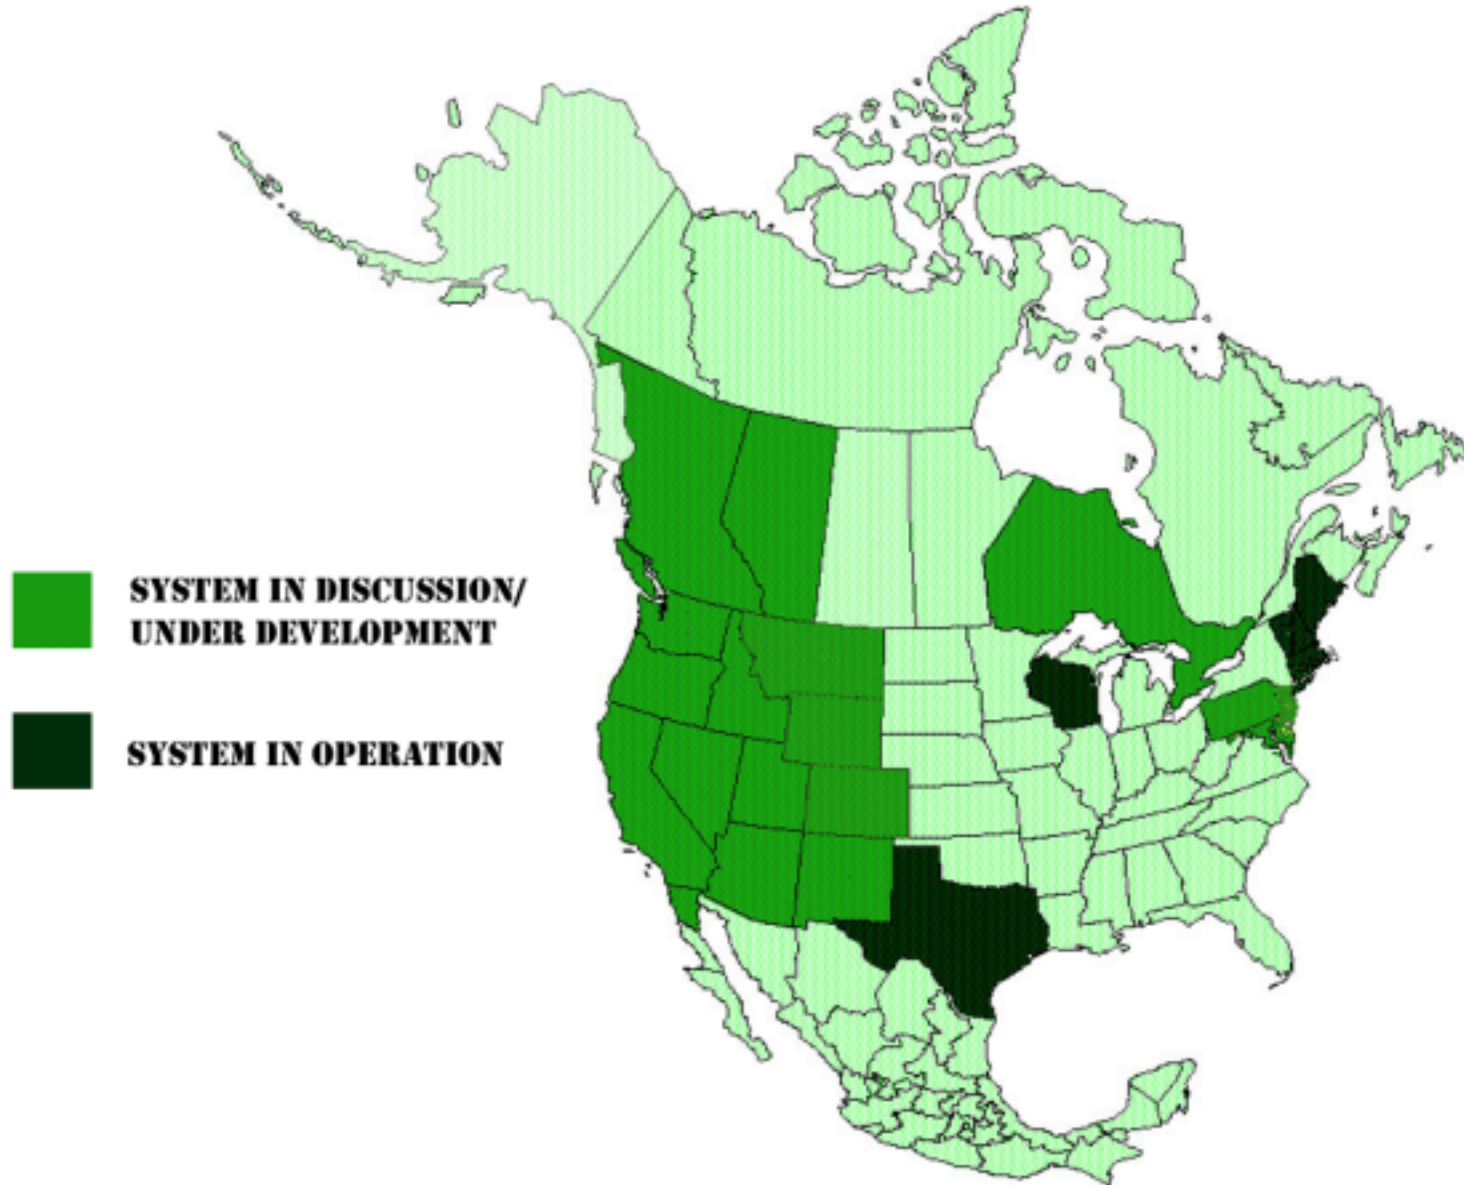 SYSTEM IN DISCUSSION/
UNDER DEVELOPMENT
SYSTEM IN OPERATION